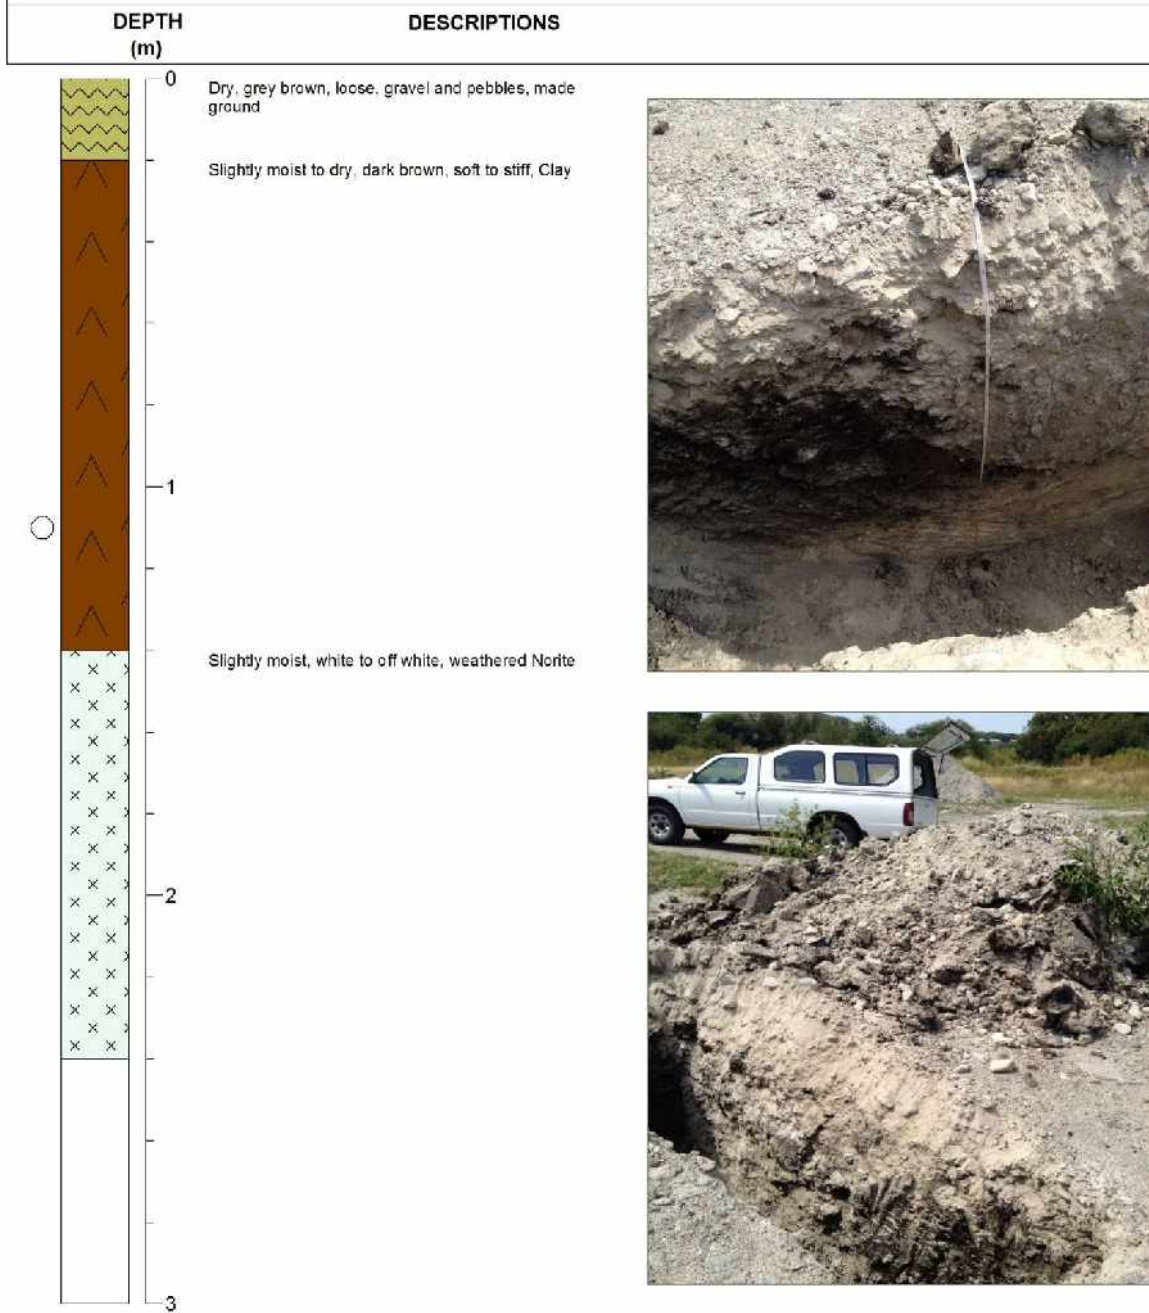 DEPTH
(m)
DESCRIPTIONS
0
Dry, grey brown, loose, gravel and pebbles, made
ground
Slightly moist to dry, dark brown, soft to stiff, Clay
1
Slightly moist, white to off white, weathered Norite
2
3